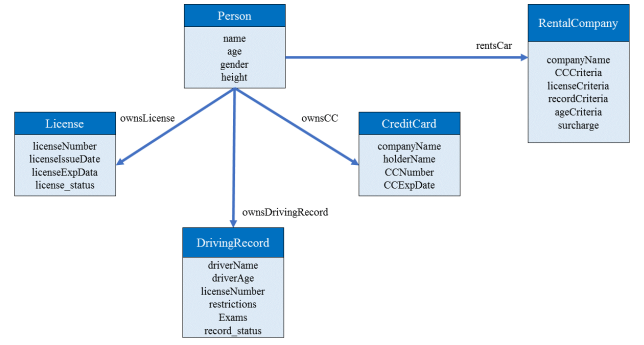 Person
name
age
gender
height
rentsCar
RentalCompany
companyName
CCCriteria
licenseCriteria
recordCriteria
ageCriteria
surcharge
ownsLicense
ownsCC
License
licenseNumber
licenseIssueDate
licenseExpData
license_status
CreditCard
companyName
holderName
CCNumber
CCExpDate
ownsDrivingRecord
DrivingRecord
driverName
driverAge
licenseNumber
restrictions
Exams
record_status